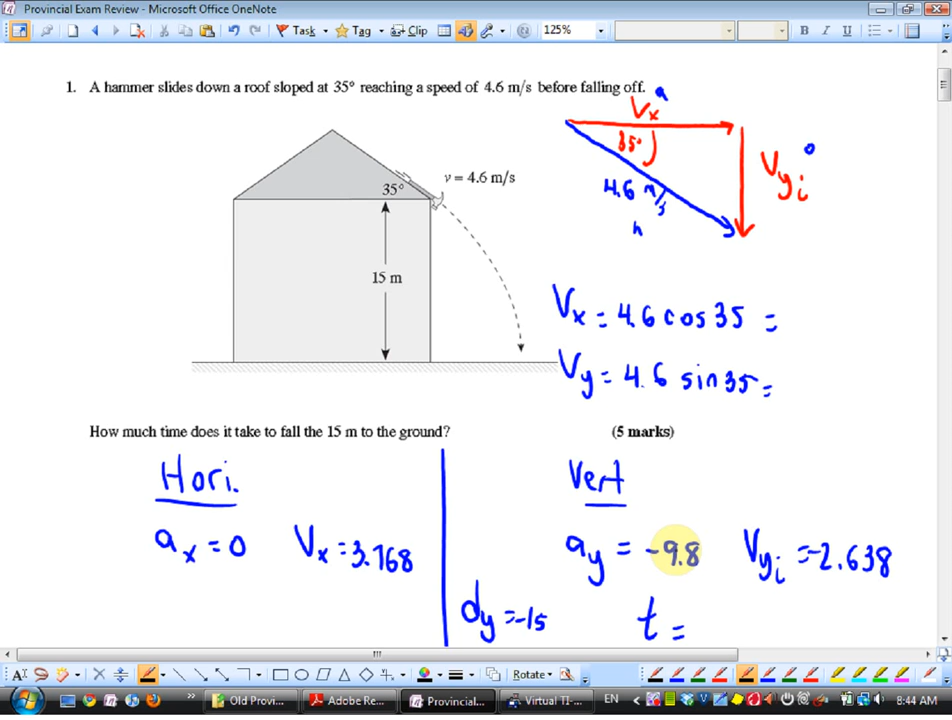 Provincial Exam Review - Microsoft Office OneNote
Task Tag Clip 125% B I U
1. A hammer slides down a roof sloped at 35° reaching a speed of 4.6 m/s before falling off.
Vx a
35°
Vyi o
4.6 m/s
h
35°
v = 4.6 m/s
15 m
Vx = 4.6 cos 35 =
Vy = 4.6 sin 35 =
How much time does it take to fall the 15 m to the ground? (5 marks)
Hori. Vert
ax = 0 Vx = 3.768 ay = -9.8 Vyi = -2.638
dy = -15 t =
Rotate
Old Provi... Adobe Re... Provincial... Virtual TI-... EN 8:44 AM